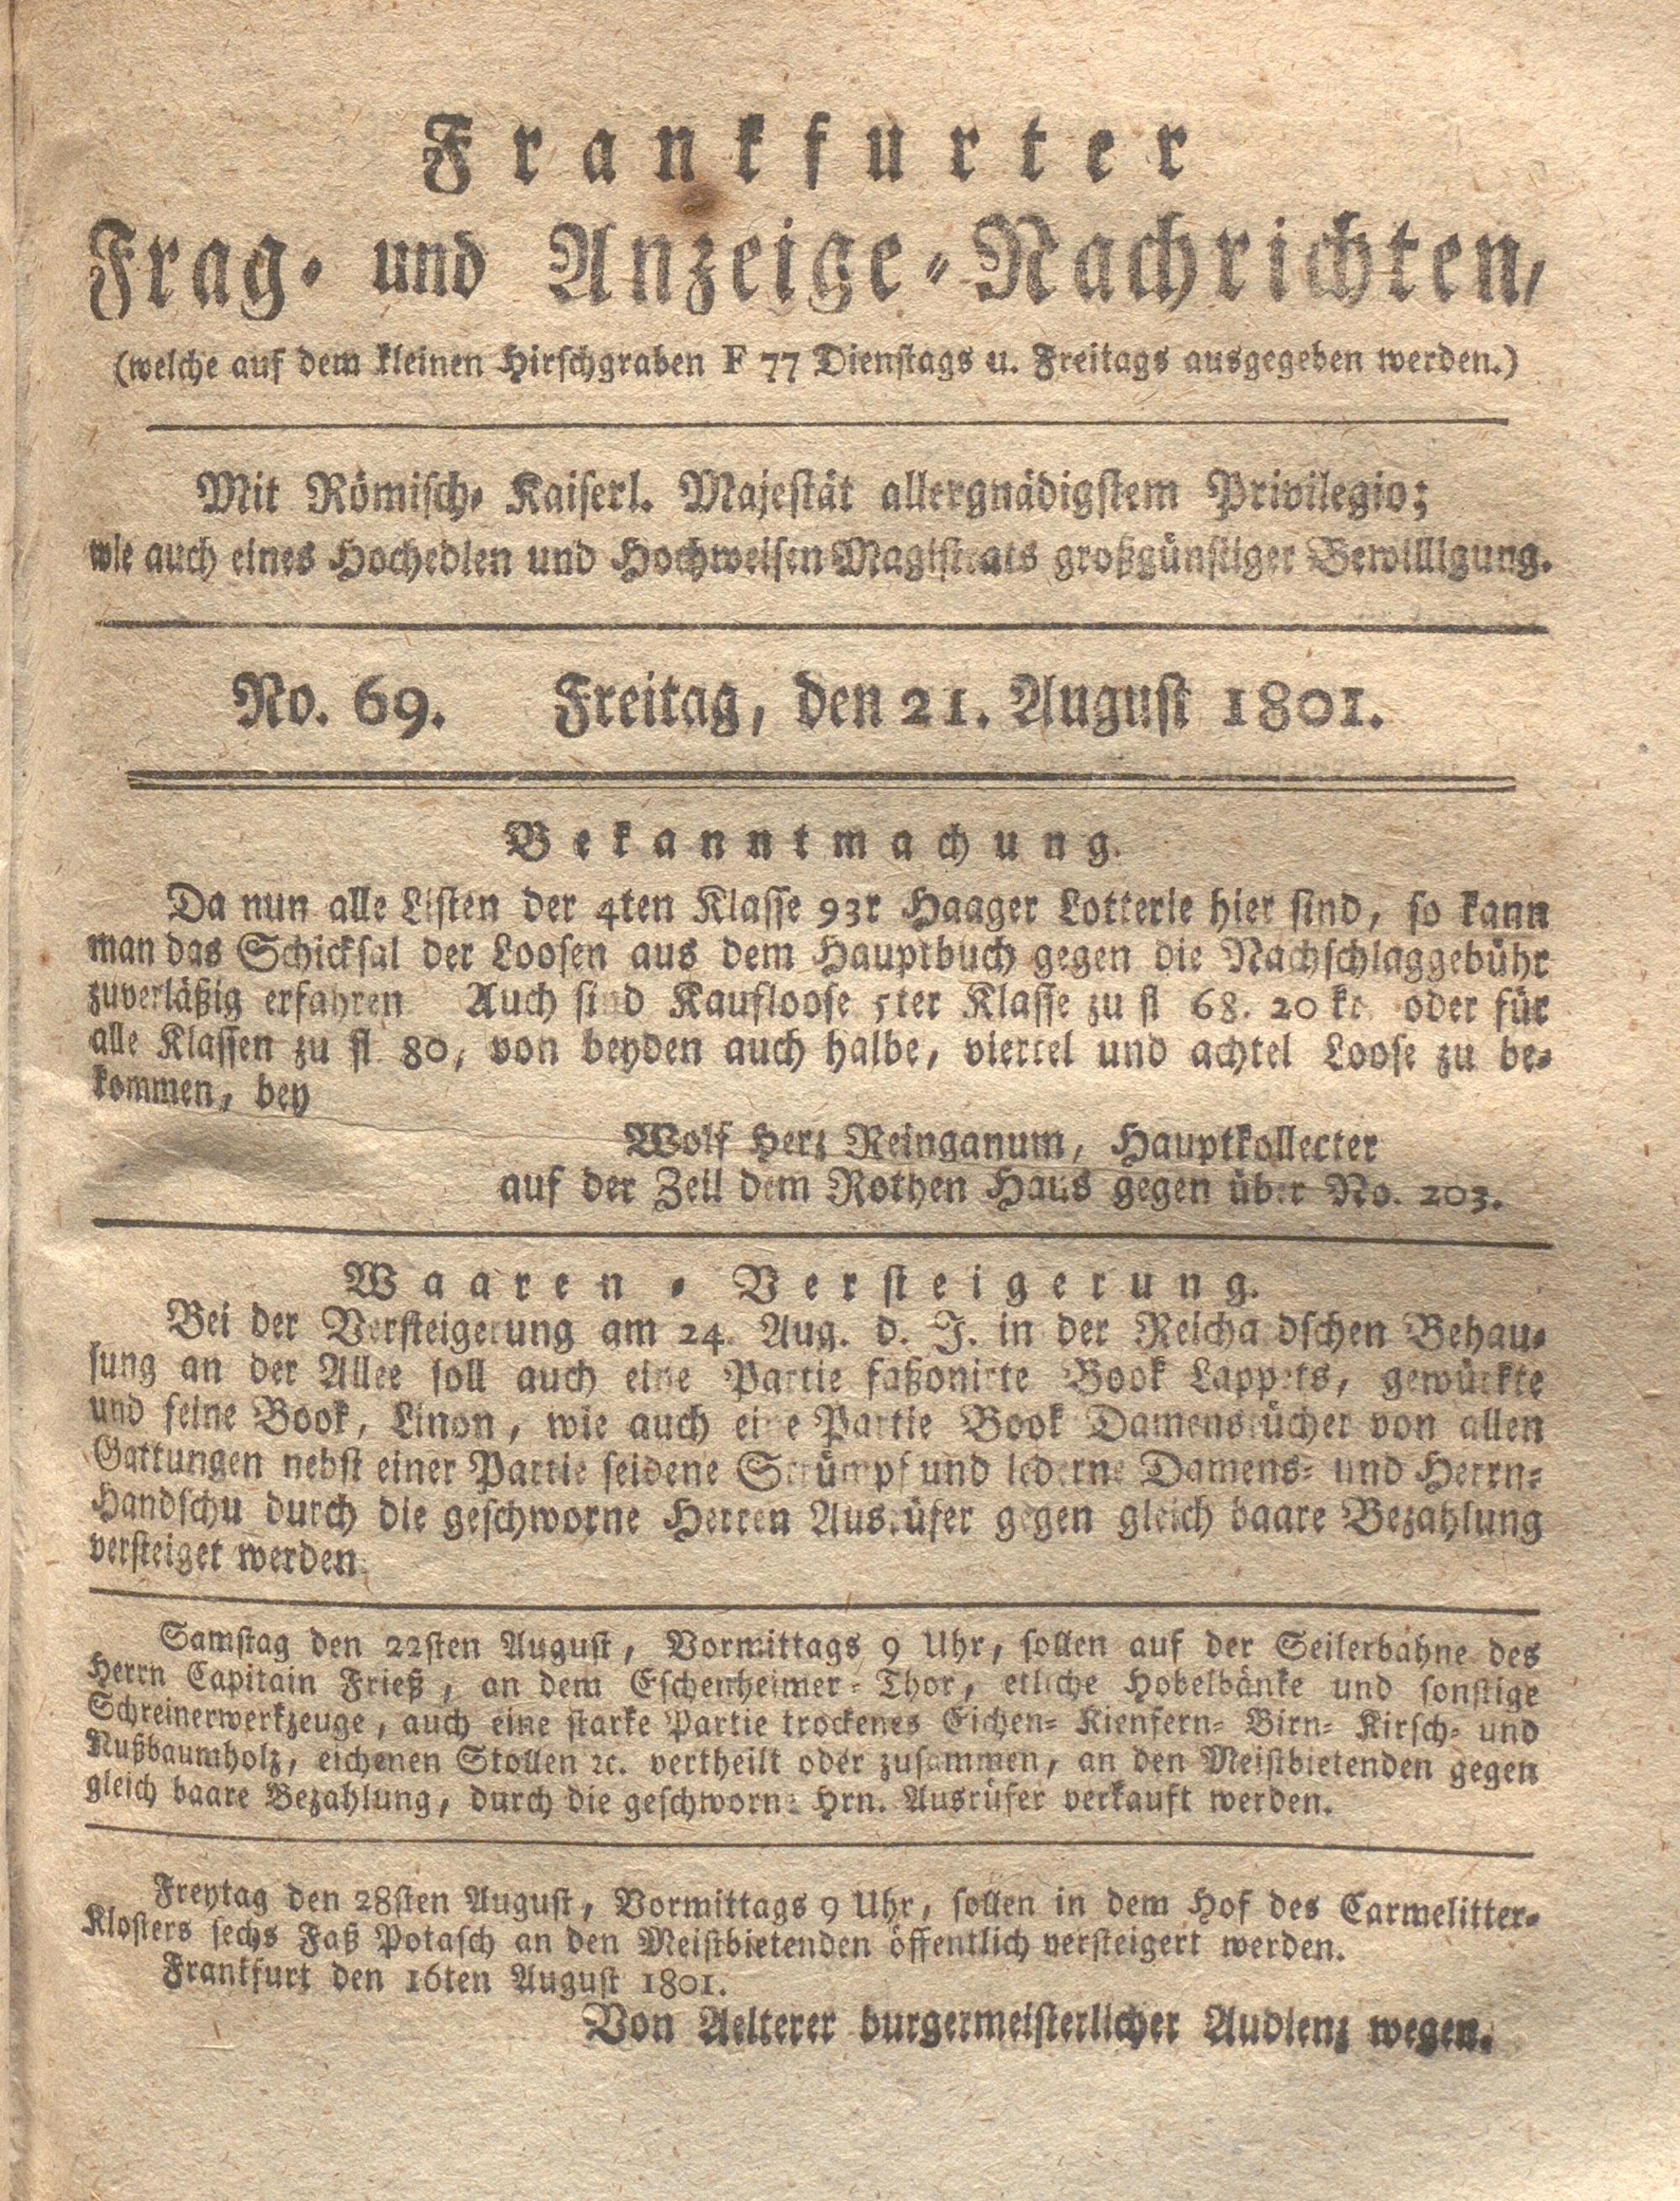 Frankfurter
Frag- und Anzeige-Nachrichten,
(welche auf dem kleinen Hirschgraben F 77 Dienstags u. Freitags ausgegeben werden.)
Mit Römisch- Kaiserl. Majestät allergnädigstem Privilegio;
wie auch eines Hochedlen und Hochweisen Magistrats großgünstiger Bewilligung.
No. 69. Freitag, den 21. August 1801.
Bekanntmachung.
Da nun alle Listen der 4ten Klasse 93r Haager Lotterie hier sind, so kann
man das Schicksal der Loosen aus dem Hauptbuch gegen die Nachschlaggebühr
zuverläßig erfahren Auch sind Kaufloose 5ter Klasse zu fl 68. 20 kr. oder für
alle Klassen zu fl. 80, von beyden auch halbe, viertel und achtel Loose zu be-
kommen, bey
Wolf Herz Reinganum, Hauptkollecter
auf der Zeil dem Rothen Haus gegen über No. 203.
Waaren-Versteigerung.
Bei der Versteigerung am 24. Aug. d. J. in der Reicha dschen Behau-
sung an der Allee soll auch eine Partie faßonirte Book Lappets, gewürkte
und feine Book, Linon, wie auch eine Partie Book Damenstücher von allen
Gattungen nebst einer Partie seidene Strümpf und lederne Damens- und Herrn-
Handschu durch die geschworne Herren Ausrüfer gegen gleich baare Bezahlung
versteiget werden.
Samstag den 22sten August, Vormittags 9 Uhr, sollen auf der Seilerbahne des
Herrn Capitain Frieß, an dem Eschenheimer-Thor, etliche Hobelbänke und sonstige
Schreinerwerkzeuge, auch eine starke Partie trockenes Eichen- Kienfern- Birn- Kirsch- und
Nußbaumholz, eichenen Stollen ꝛc. vertheilt oder zusammen, an den Meistbietenden gegen
gleich baare Bezahlung, durch die geschworne Hrn. Ausrüfer verkauft werden.
Freytag den 28sten August, Vormittags 9 Uhr, sollen in dem Hof des Carmelitter-
Klosters sechs Faß Potasch an den Meistbietenden öffentlich versteigert werden.
Frankfurt den 16ten August 1801.
Von Aelterer burgermeisterlicher Audienz wegen.